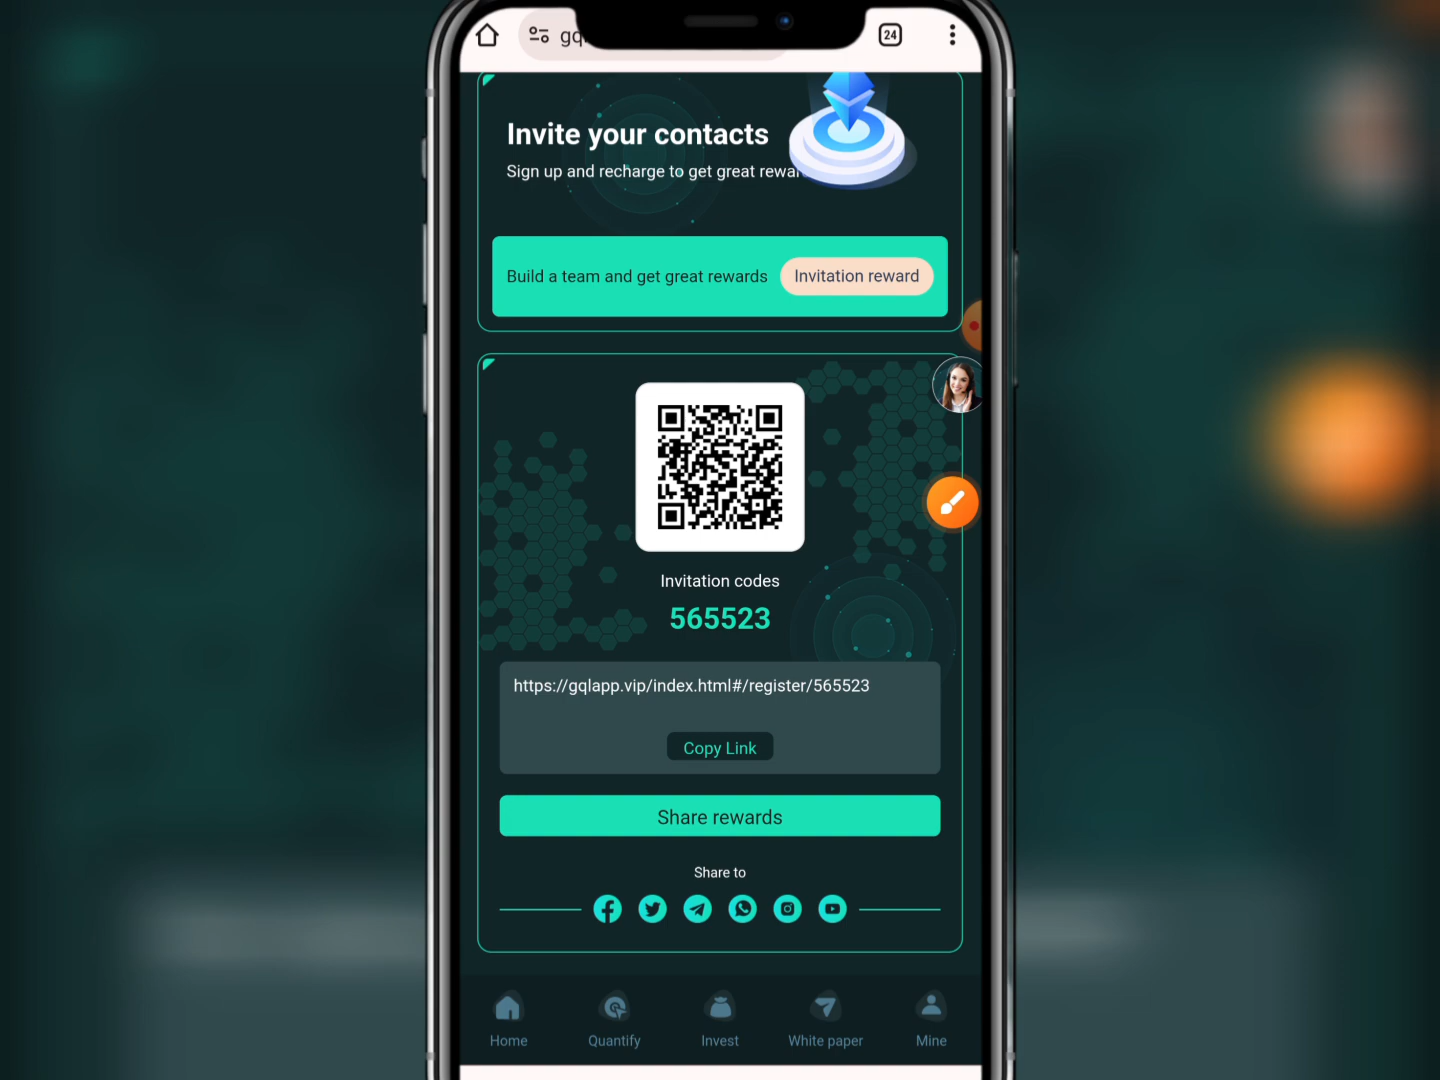 24
Invite your contacts
Sign up and recharge to get great
Build a team and get great rewards
Invitation reward
Invitation codes
565523
https://gqlapp.vip/index.html#/register/565523
Copy Link
Share rewards
Share to
Home
Quantify
Invest
White paper
Mine